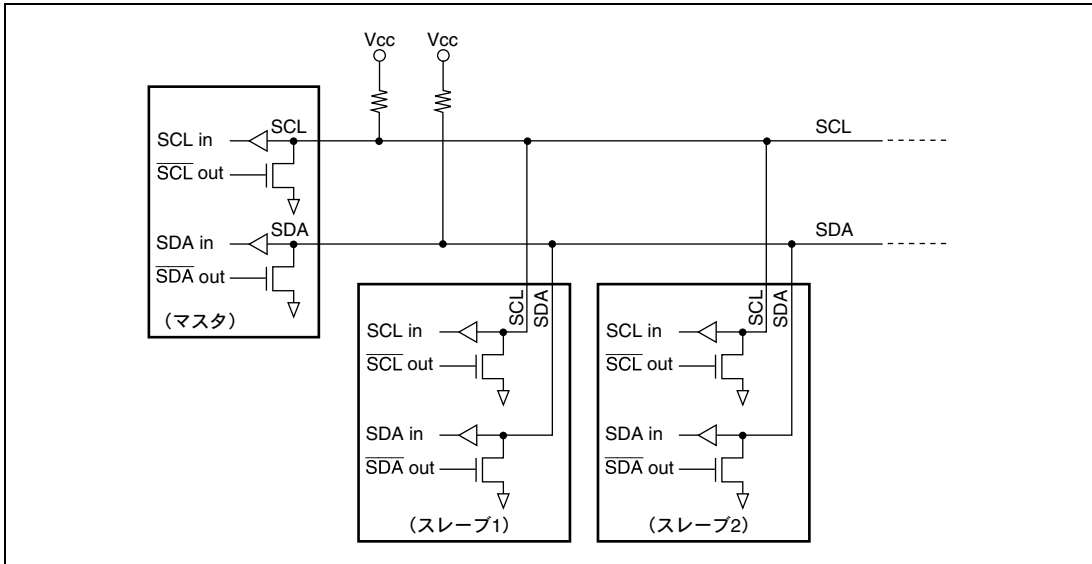 Vcc Vcc
SCL in
SCL
SCL out
SCL
SDA in
SDA
SDA out
SDA
(マスタ)
SCL
SDA
SCL in
SCL out
SDA in
SDA out
(スレーブ1)
SCL
SDA
SCL in
SCL out
SDA in
SDA out
(スレーブ2)